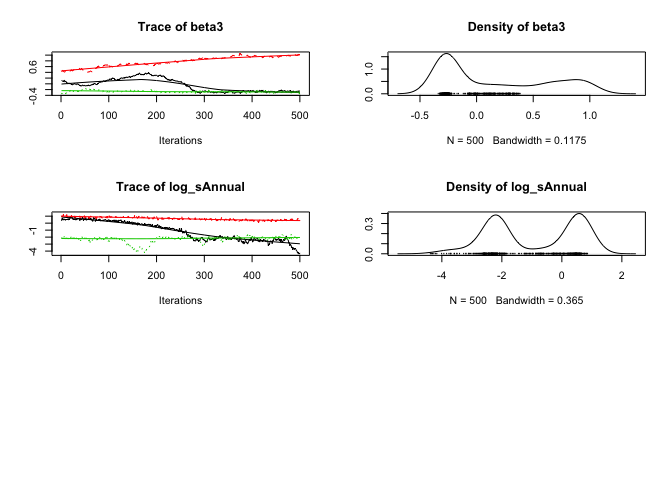 Trace of beta3
0.6
-0.4
0 100 200 300 400 500
Iterations
Density of beta3
1.0
0.0
-0.5 0.0 0.5 1.0
N = 500 Bandwidth = 0.1175
Trace of log_sAnnual
-1
-4
0 100 200 300 400 500
Iterations
Density of log_sAnnual
0.3
0.0
-4 -2 0 2
N = 500 Bandwidth = 0.365